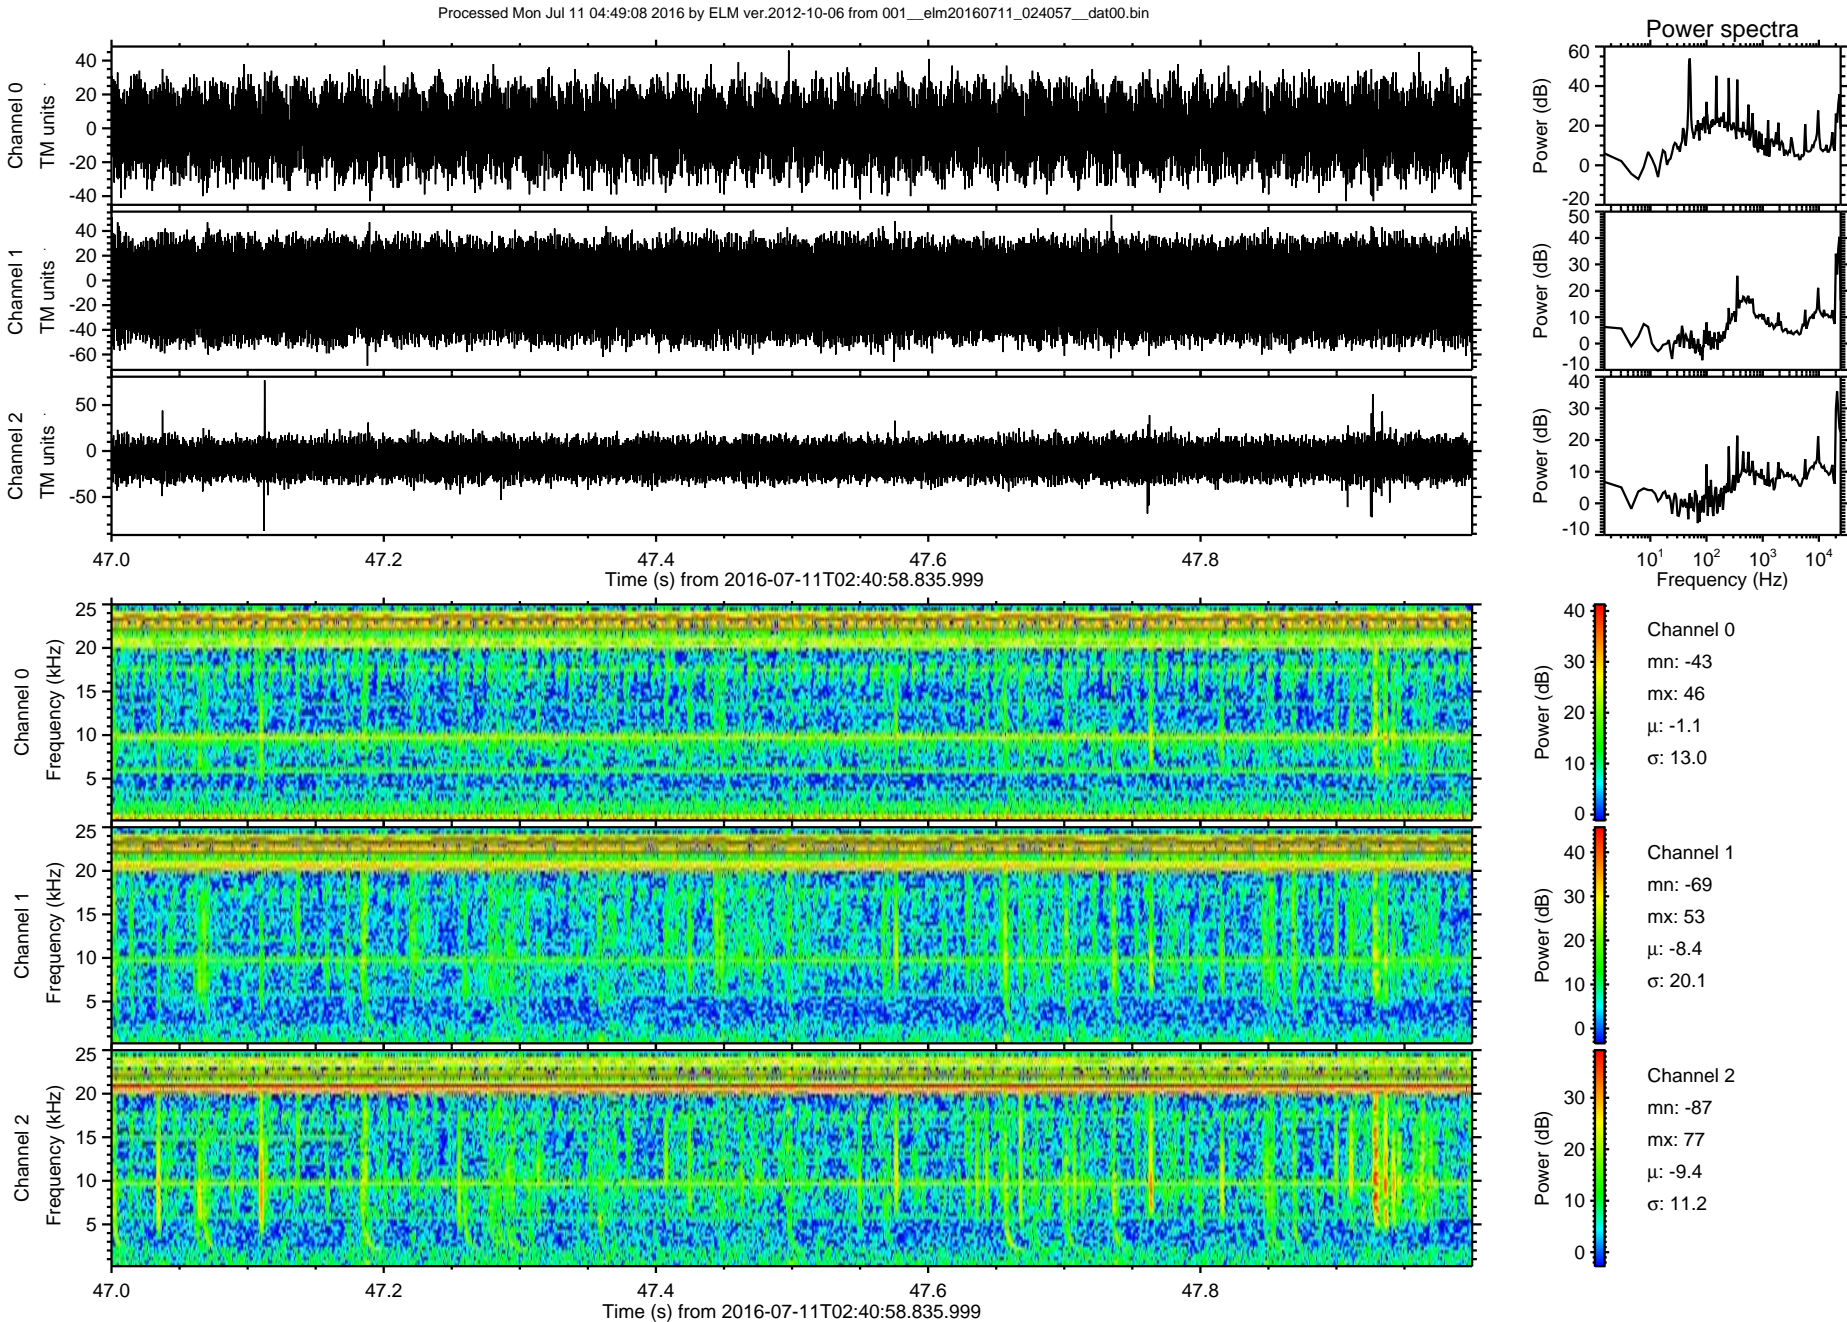 Processed Mon Jul 11 04:49:08 2016 by ELM ver.2012-10-06 from 001__elm20160711_024057__dat00.bin
Power spectra
Channel 0
TM units
40
20
0
-20
-40
Power (dB)
60
40
20
0
-20
Channel 1
TM units
40
20
0
-20
-40
-60
Power (dB)
50
40
30
20
10
0
-10
Channel 2
TM units
50
0
-50
Power (dB)
40
30
20
10
0
-10
47.0 47.2 47.4 47.6 47.8
Time (s) from 2016-07-11T02:40:58.835.999
10^1 10^2 10^3 10^4
Frequency (Hz)
Channel 0
Frequency (kHz)
25
20
15
10
5
Power (dB)
40
30
20
10
0
Channel 0
mn: -43
mx: 46
μ: -1.1
σ: 13.0
Channel 1
Frequency (kHz)
25
20
15
10
5
Power (dB)
40
30
20
10
0
Channel 1
mn: -69
mx: 53
μ: -8.4
σ: 20.1
Channel 2
Frequency (kHz)
25
20
15
10
5
Power (dB)
30
20
10
0
Channel 2
mn: -87
mx: 77
μ: -9.4
σ: 11.2
47.0 47.2 47.4 47.6 47.8
Time (s) from 2016-07-11T02:40:58.835.999